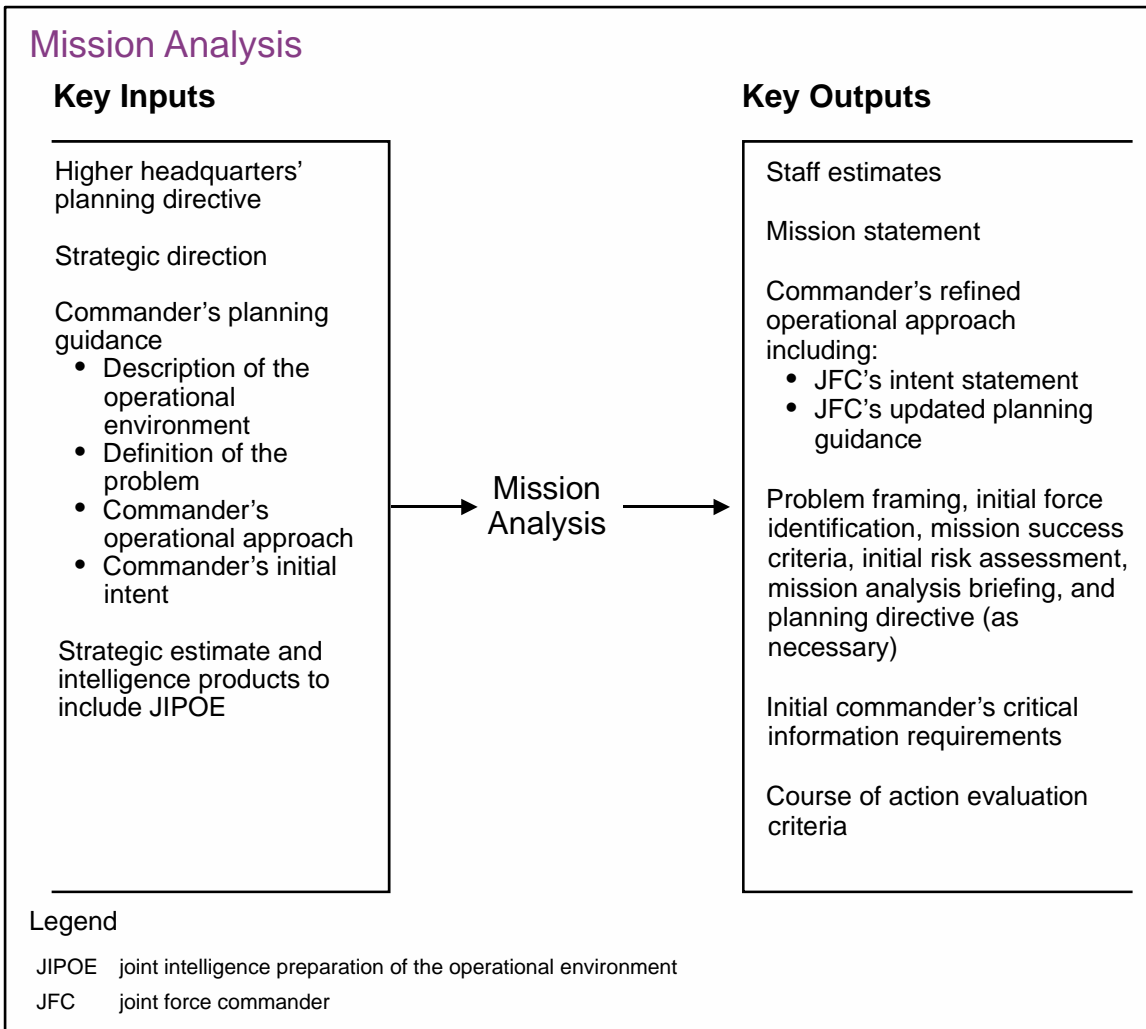 Mission Analysis
Key Inputs
Higher headquarters’
planning directive
Strategic direction
Commander’s planning
guidance
• Description of the
operational
environment
• Definition of the
problem
• Commander’s
operational approach
• Commander’s initial
intent
Strategic estimate and
intelligence products to
include JIPOE
Mission
Analysis
Key Outputs
Staff estimates
Mission statement
Commander’s refined
operational approach
including:
• JFC’s intent statement
• JFC’s updated planning
guidance
Problem framing, initial force
identification, mission success
criteria, initial risk assessment,
mission analysis briefing, and
planning directive (as
necessary)
Initial commander’s critical
information requirements
Course of action evaluation
criteria
Legend
JIPOE joint intelligence preparation of the operational environment
JFC joint force commander